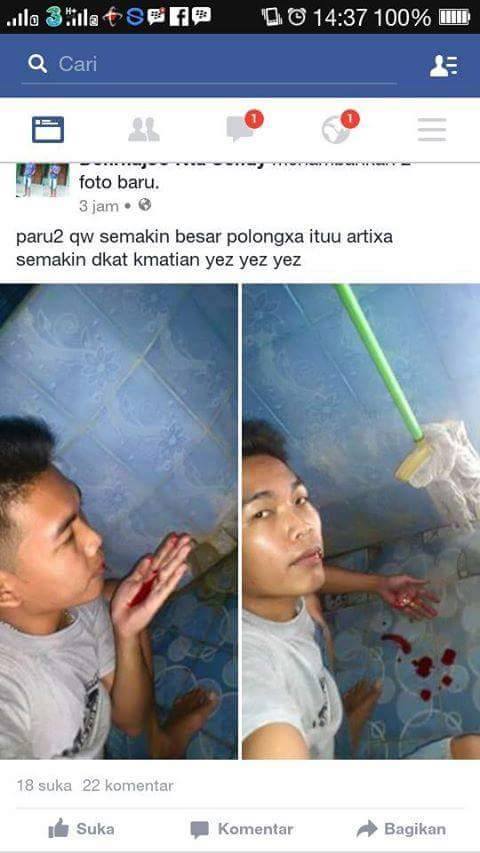 14:37 100%
Cari
1
1
foto baru.
3 jam
paru2 qw semakin besar polongxa ituu artixa
semakin dkat kmatian yez yez yez
18 suka 22 komentar
Suka Komentar Bagikan